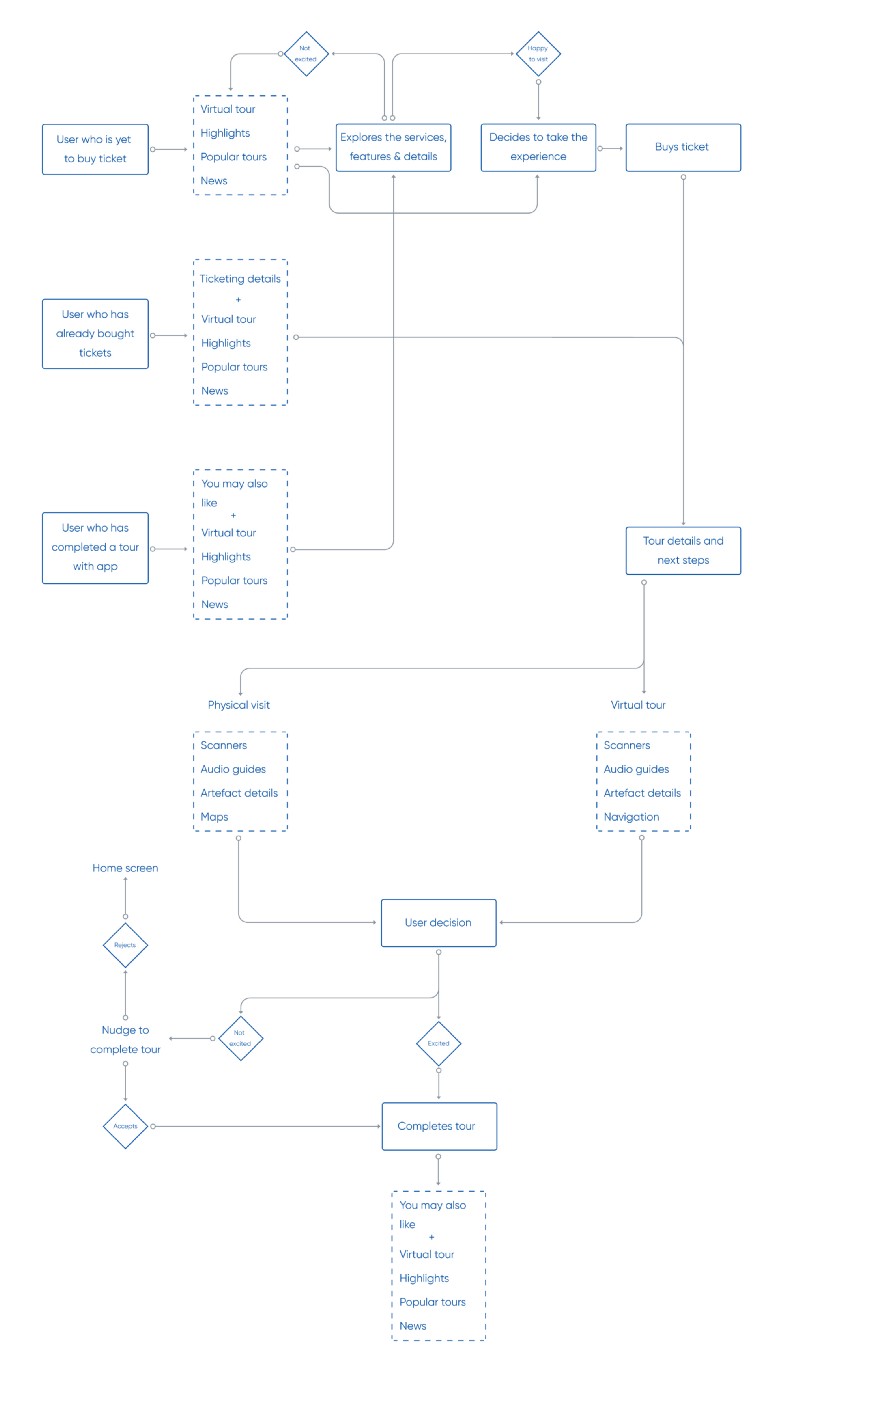 Not
excited
Happy
to visit
User who is yet
to buy ticket
Virtual tour
Highlights
Popular tours
News
Explores the services,
features & details
Decides to take the
experience
Buys ticket
User who has
already bought
tickets
Ticketing details
+
Virtual tour
Highlights
Popular tours
News
User who has
completed a tour
with app
You may also
like
+
Virtual tour
Highlights
Popular tours
News
Tour details and
next steps
Physical visit
Virtual tour
Scanners
Audio guides
Artefact details
Maps
Scanners
Audio guides
Artefact details
Navigation
Home screen
User decision
Rejects
Nudge to
complete tour
Not
excited
Excited
Accepts
Completes tour
You may also
like
+
Virtual tour
Highlights
Popular tours
News